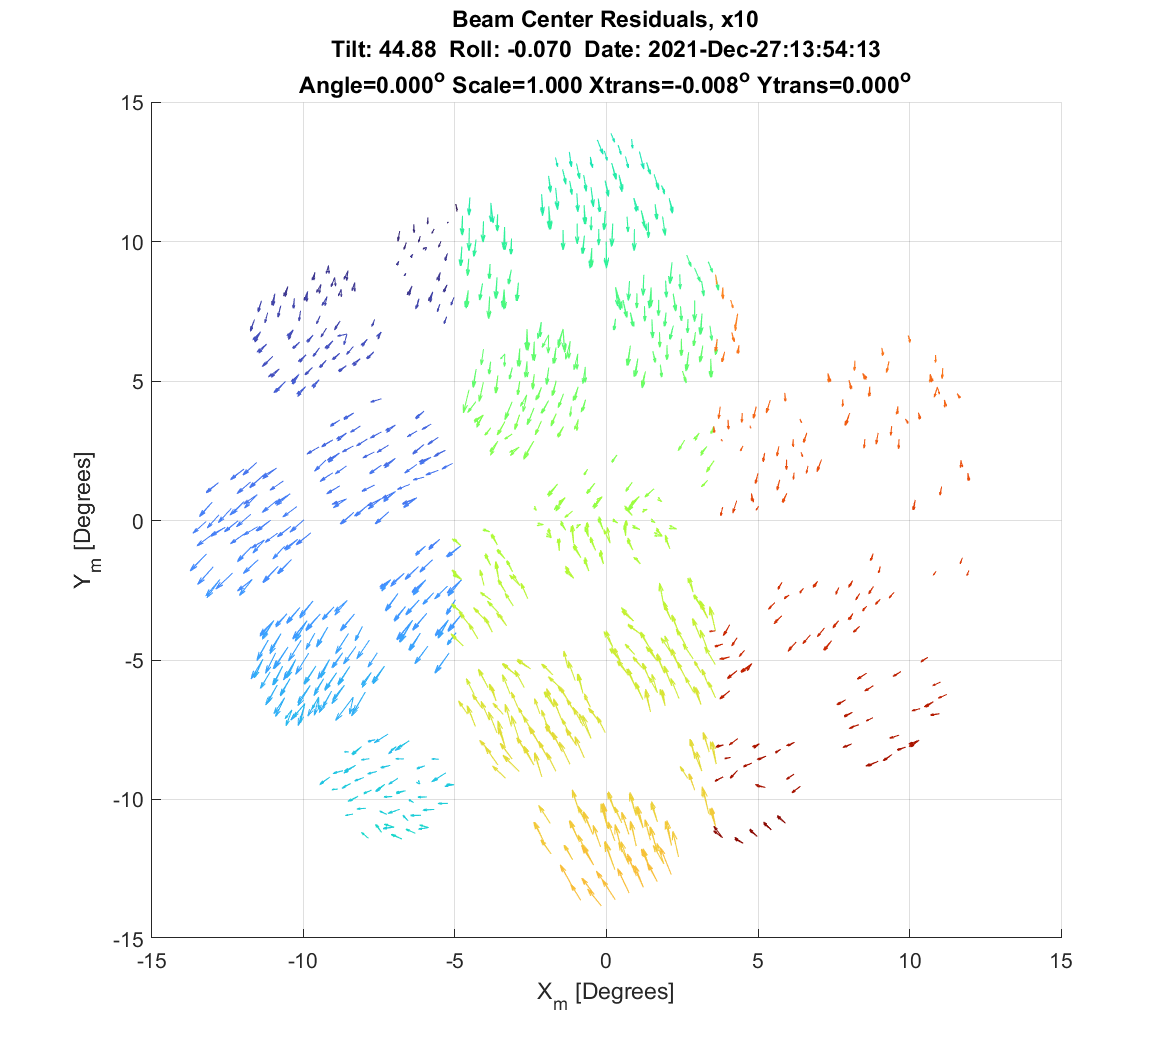 Beam Center Residuals, x10
Tilt: 44.88  Roll: -0.070  Date: 2021-Dec-27:13:54:13
Angle=0.000° Scale=1.000 Xtrans=-0.008° Ytrans=0.000°
15
10
5
0
-5
-10
-15
Y_m [Degrees]
-15 -10 -5 0 5 10 15
X_m [Degrees]